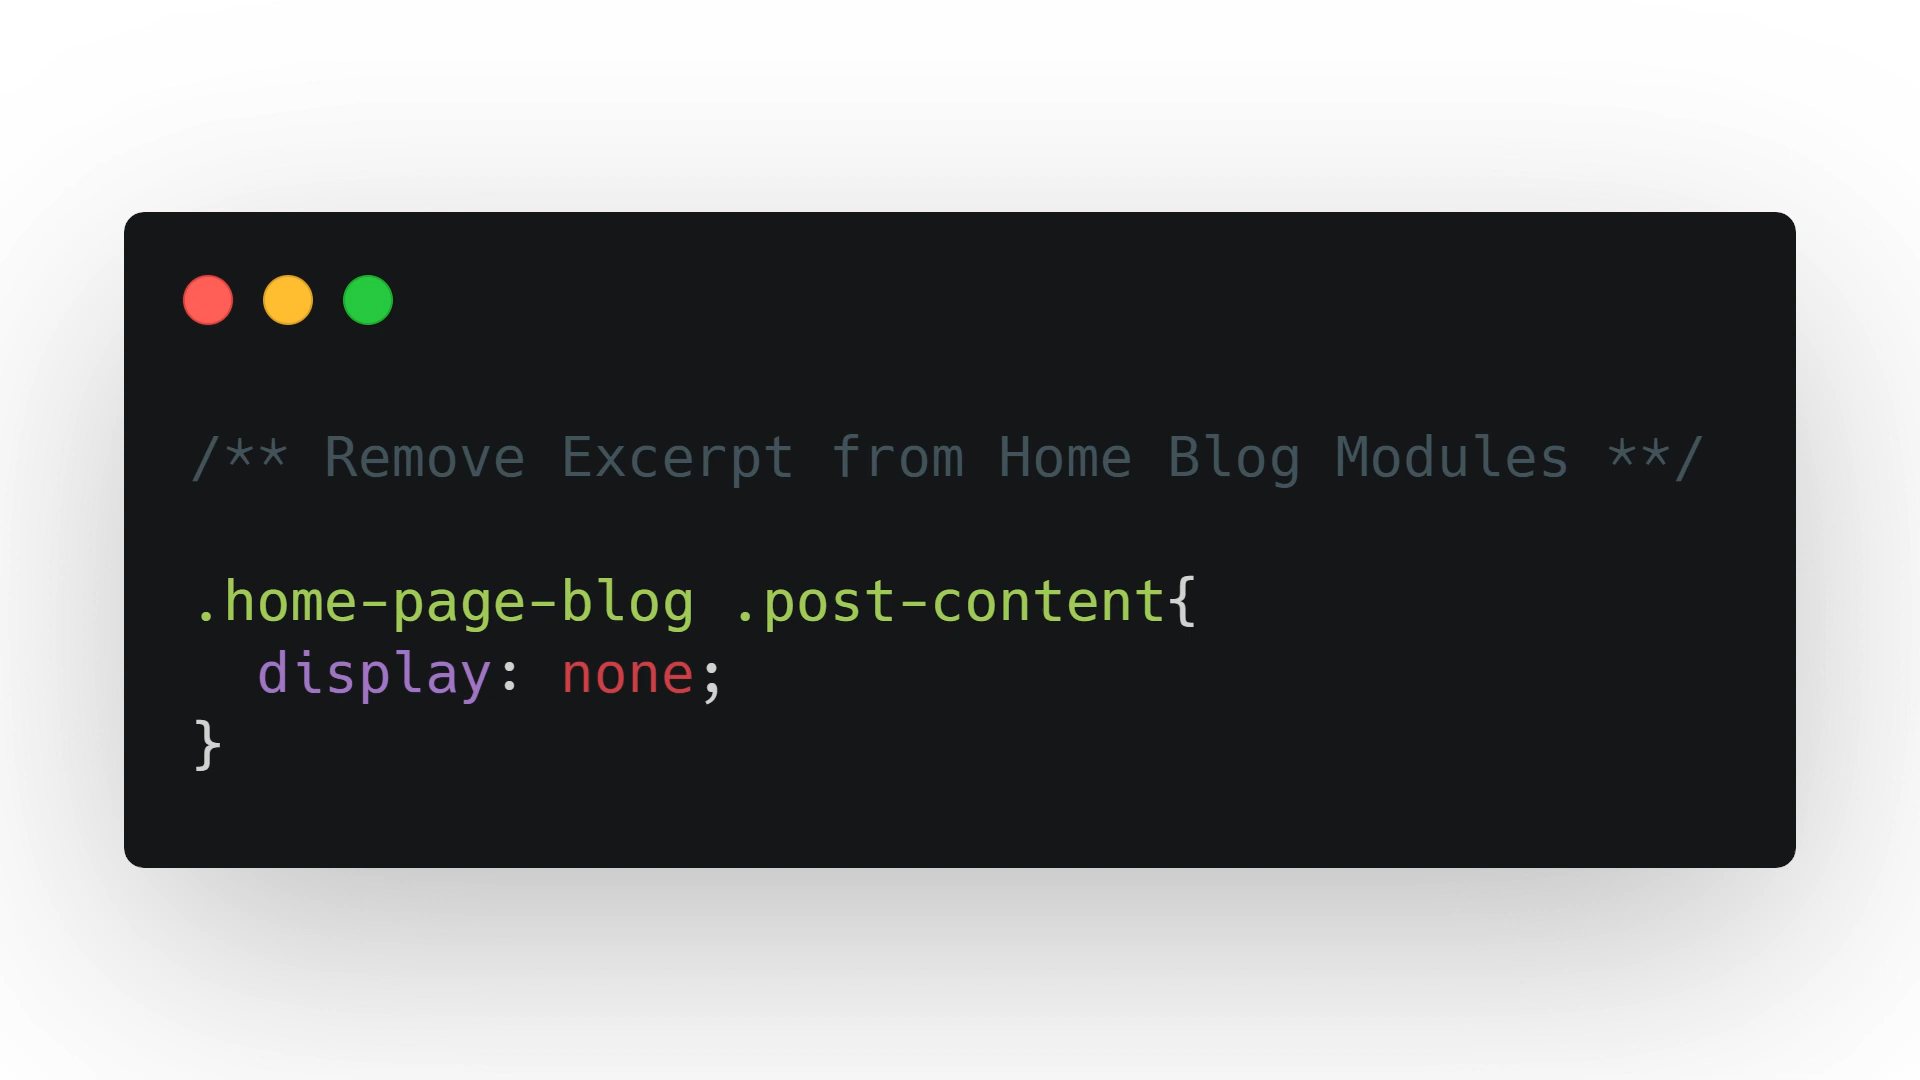 /** Remove Excerpt from Home Blog Modules **/
.home-page-blog .post-content{
  display: none;
}